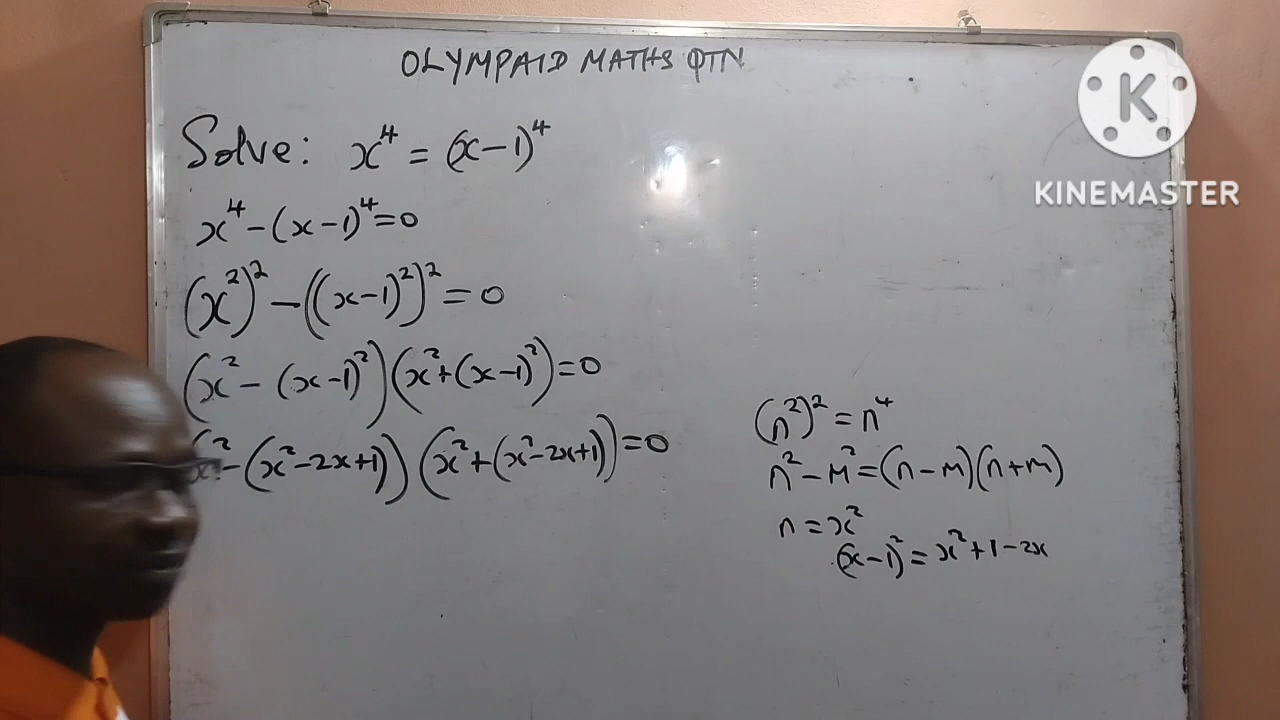 OLYMPAID MATHS QTN
Solve: x⁴ = (x-1)⁴
x⁴-(x-1)⁴=0
(x²)²-((x-1)²)²=0
(x²-(x-1)²)(x²+(x-1)²)=0
(x²-(x²-2x+1))(x²+(x²-2x+1))=0
(n²)²=n⁴
n²-m²=(n-m)(n+m)
n=x²
(x-1)²=x²+1-2x
K
KINEMASTER